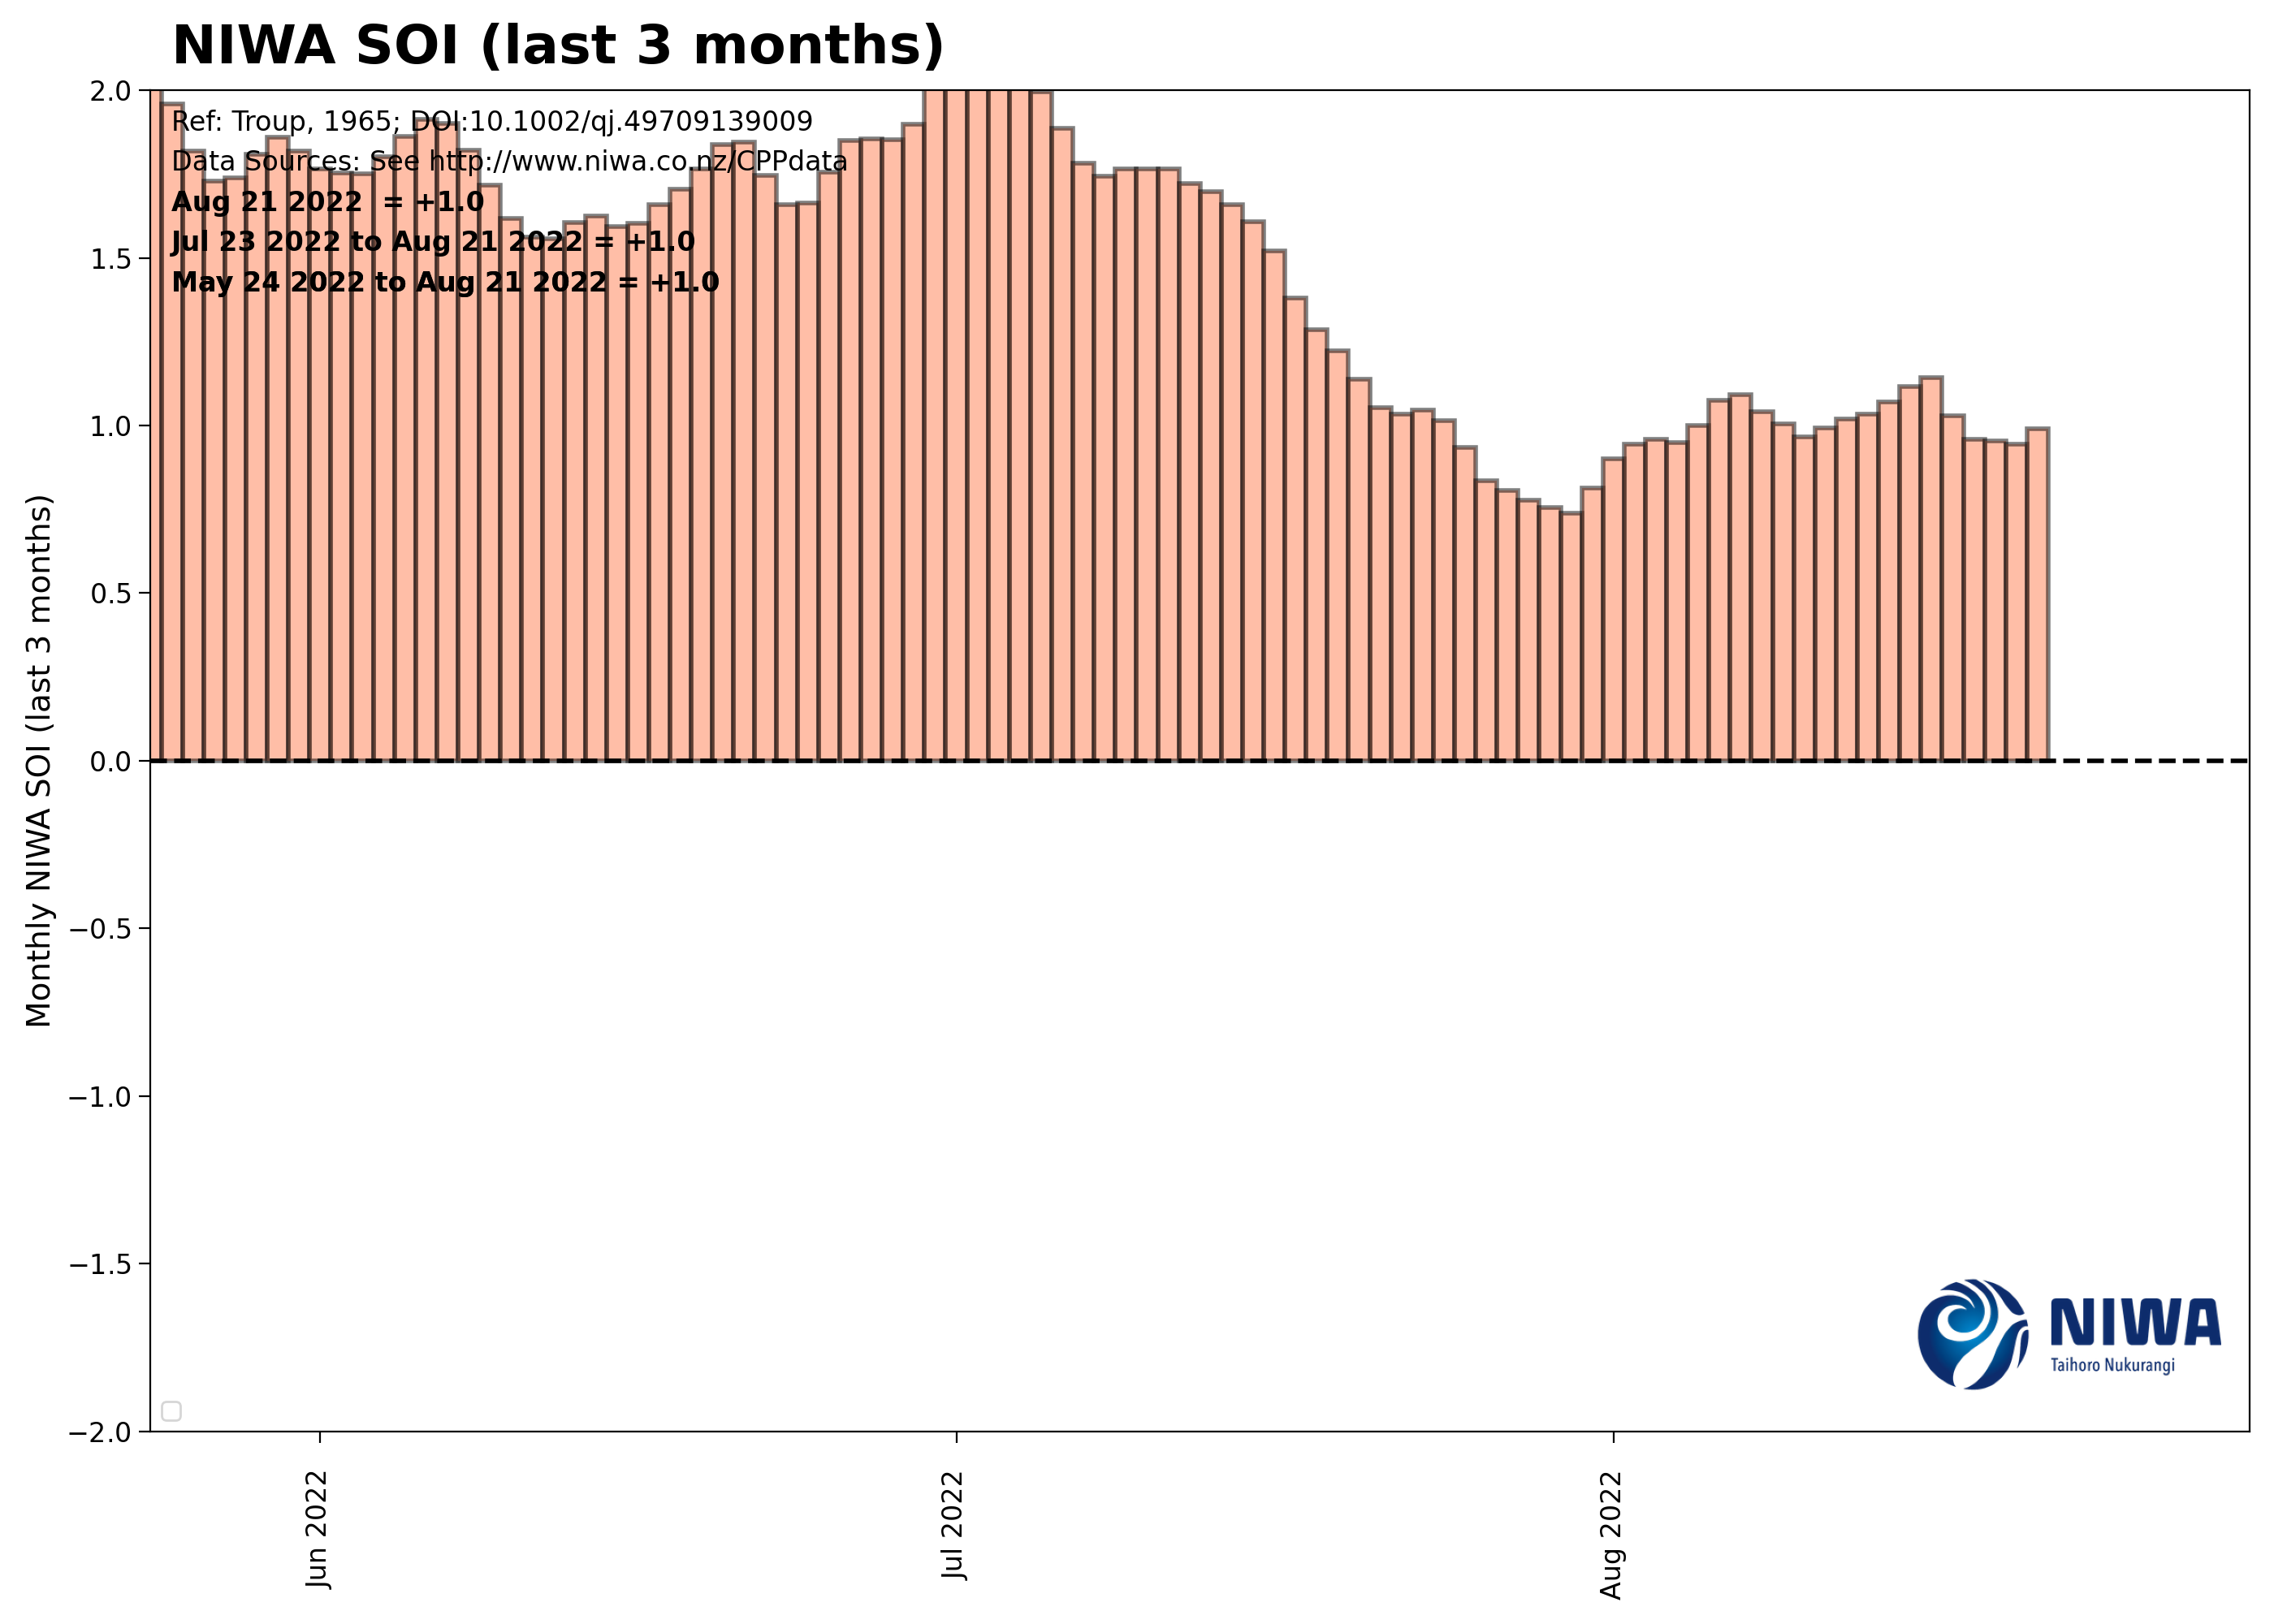 NIWA SOI (last 3 months)
Ref: Troup, 1965; DOI:10.1002/qj.49709139009
Data Sources: See http://www.niwa.co.nz/CPPdata
Aug 21 2022  = +1.0
Jul 23 2022 to Aug 21 2022 = +1.0
May 24 2022 to Aug 21 2022 = +1.0
Monthly NIWA SOI (last 3 months)
2.0
1.5
1.0
0.5
0.0
−0.5
−1.0
−1.5
−2.0
Jun 2022
Jul 2022
Aug 2022
NIWA
Taihoro Nukurangi